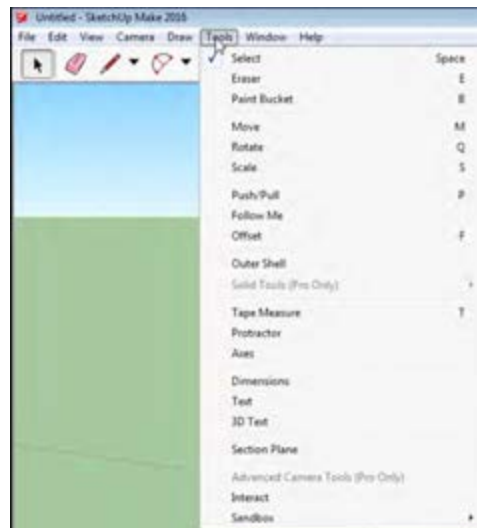 Untitled - SketchUp Make 2016
File Edit View Camera Draw Tools Window Help
Select Space
Eraser E
Paint Bucket B
Move M
Rotate Q
Scale S
Push/Pull P
Follow Me
Offset F
Outer Shell
Solid Tools (Pro Only)
Tape Measure T
Protractor
Axes
Dimensions
Text
3D Text
Section Plane
Advanced Camera Tools (Pro Only)
Interact
Sandbox